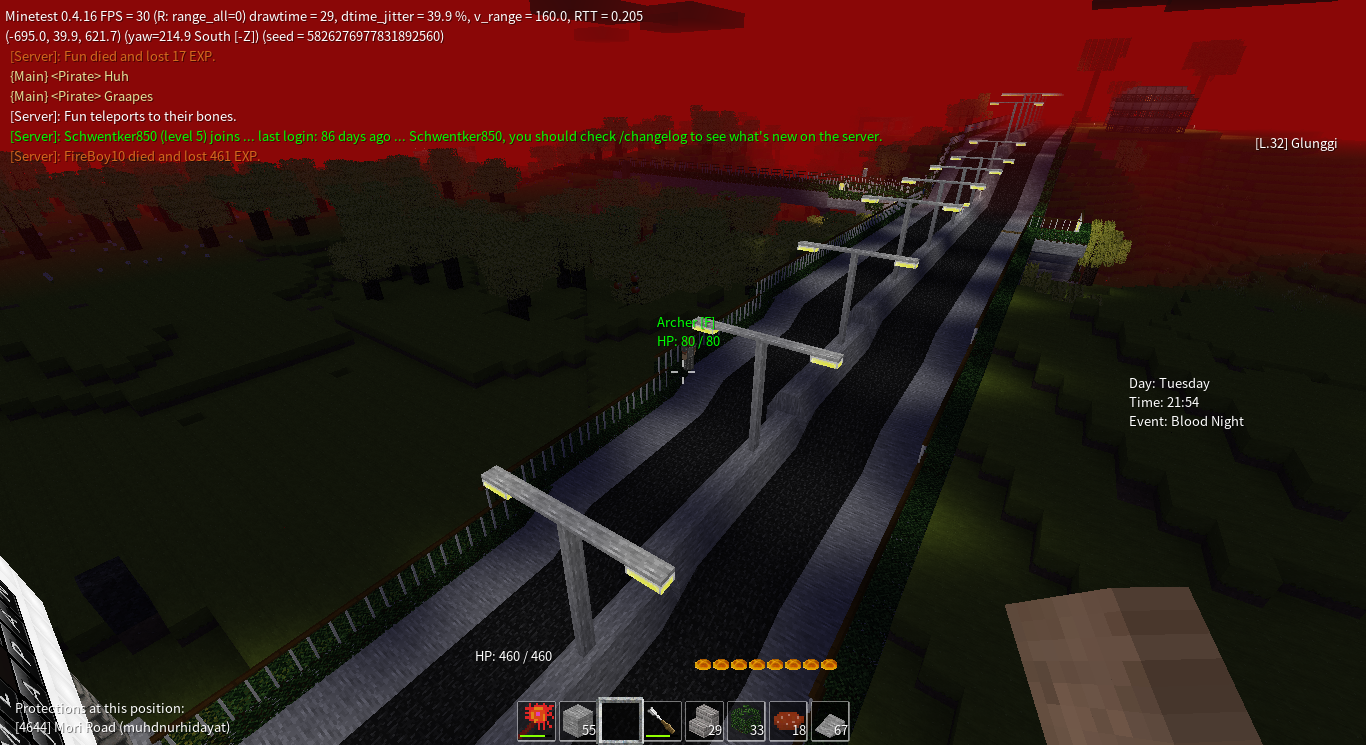 Minetest 0.4.16 FPS = 30 (R: range_all=0) drawtime = 29, dtime_jitter = 39.9 %, v_range = 160.0, RTT = 0.205
(-695.0, 39.9, 621.7) (yaw=214.9 South [-Z]) (seed = 5826276977831892560)
[Server]: Fun died and lost 17 EXP.
{Main} <Pirate> Huh
{Main} <Pirate> Graapes
[Server]: Fun teleports to their bones.
[Server]: Schwentker850 (level 5) joins ... last login: 86 days ago ... Schwentker850, you should check /changelog to see what's new on the server.
[Server]: FireBoy10 died and lost 461 EXP.
[L.32] Glunggi
HP: 80 / 80
Day: Tuesday
Time: 21:54
Event: Blood Night
HP: 460 / 460
Protections at this position:
[4644] Mori Road (muhdnurhidayat)
55
29
33
18
67